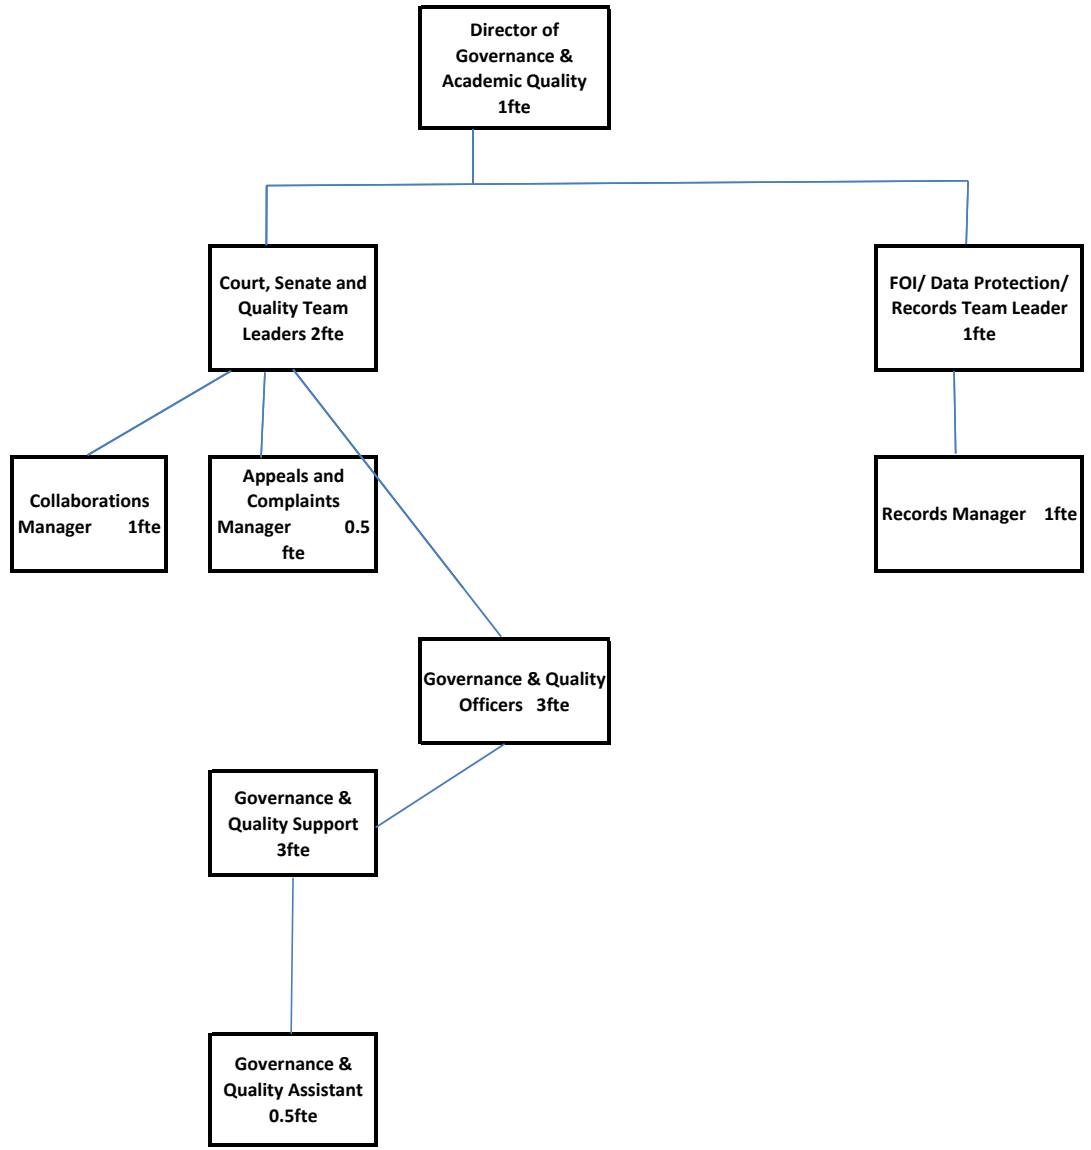 Director of
Governance &
Academic Quality
1fte
Court, Senate and
Quality Team
Leaders 2fte
FOI/ Data Protection/
Records Team Leader
1fte
Collaborations
Manager 1fte
Appeals and
Complaints
Manager 0.5
fte
Records Manager 1fte
Governance & Quality
Officers 3fte
Governance &
Quality Support
3fte
Governance &
Quality Assistant
0.5fte